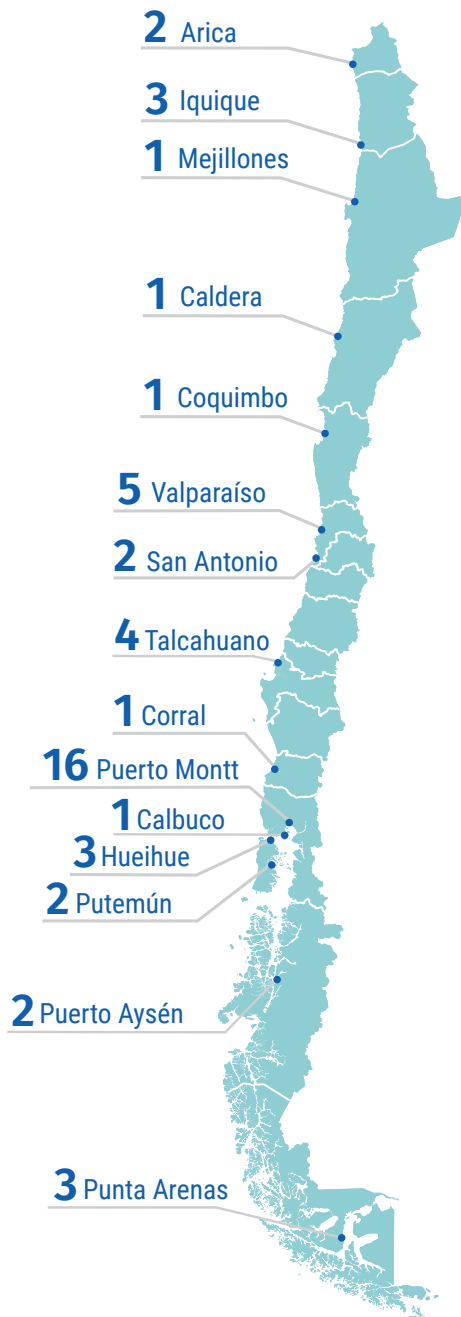 2 Arica
3 Iquique
1 Mejillones
1 Caldera
1 Coquimbo
5 Valparaíso
2 San Antonio
4 Talcahuano
1 Corral
16 Puerto Montt
1 Calbuco
3 Hueihue
2 Putemún
2 Puerto Aysén
3 Punta Arenas